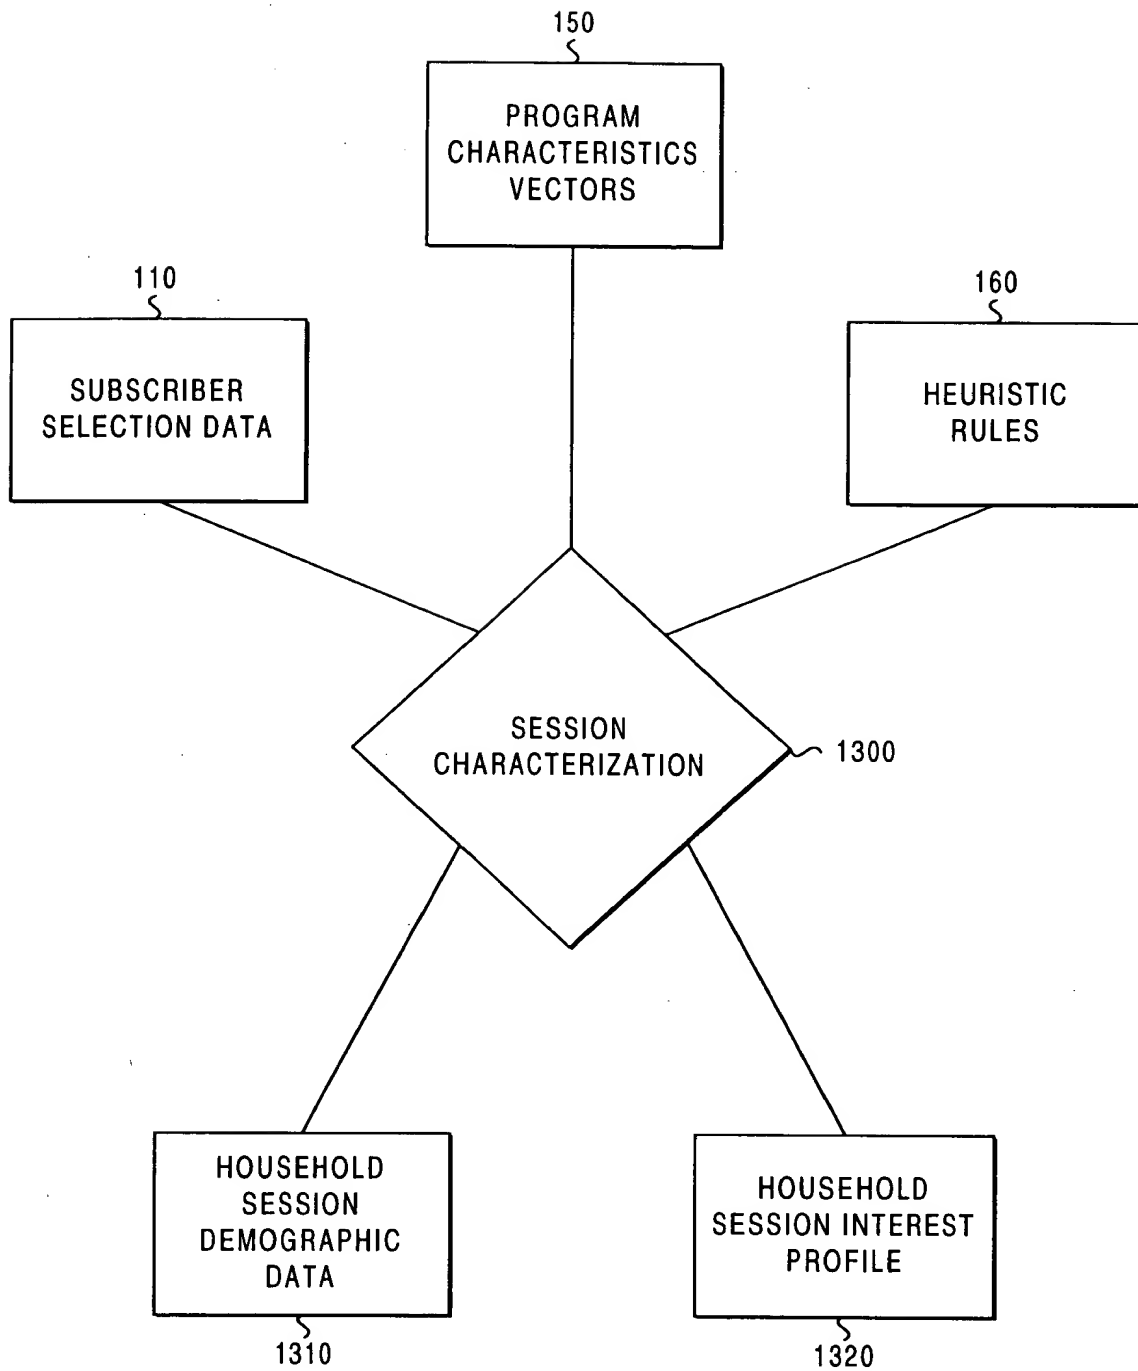 150
PROGRAM
CHARACTERISTICS
VECTORS
110
SUBSCRIBER
SELECTION DATA
160
HEURISTIC
RULES
SESSION
CHARACTERIZATION
1300
HOUSEHOLD
SESSION
DEMOGRAPHIC
DATA
1310
HOUSEHOLD
SESSION INTEREST
PROFILE
1320